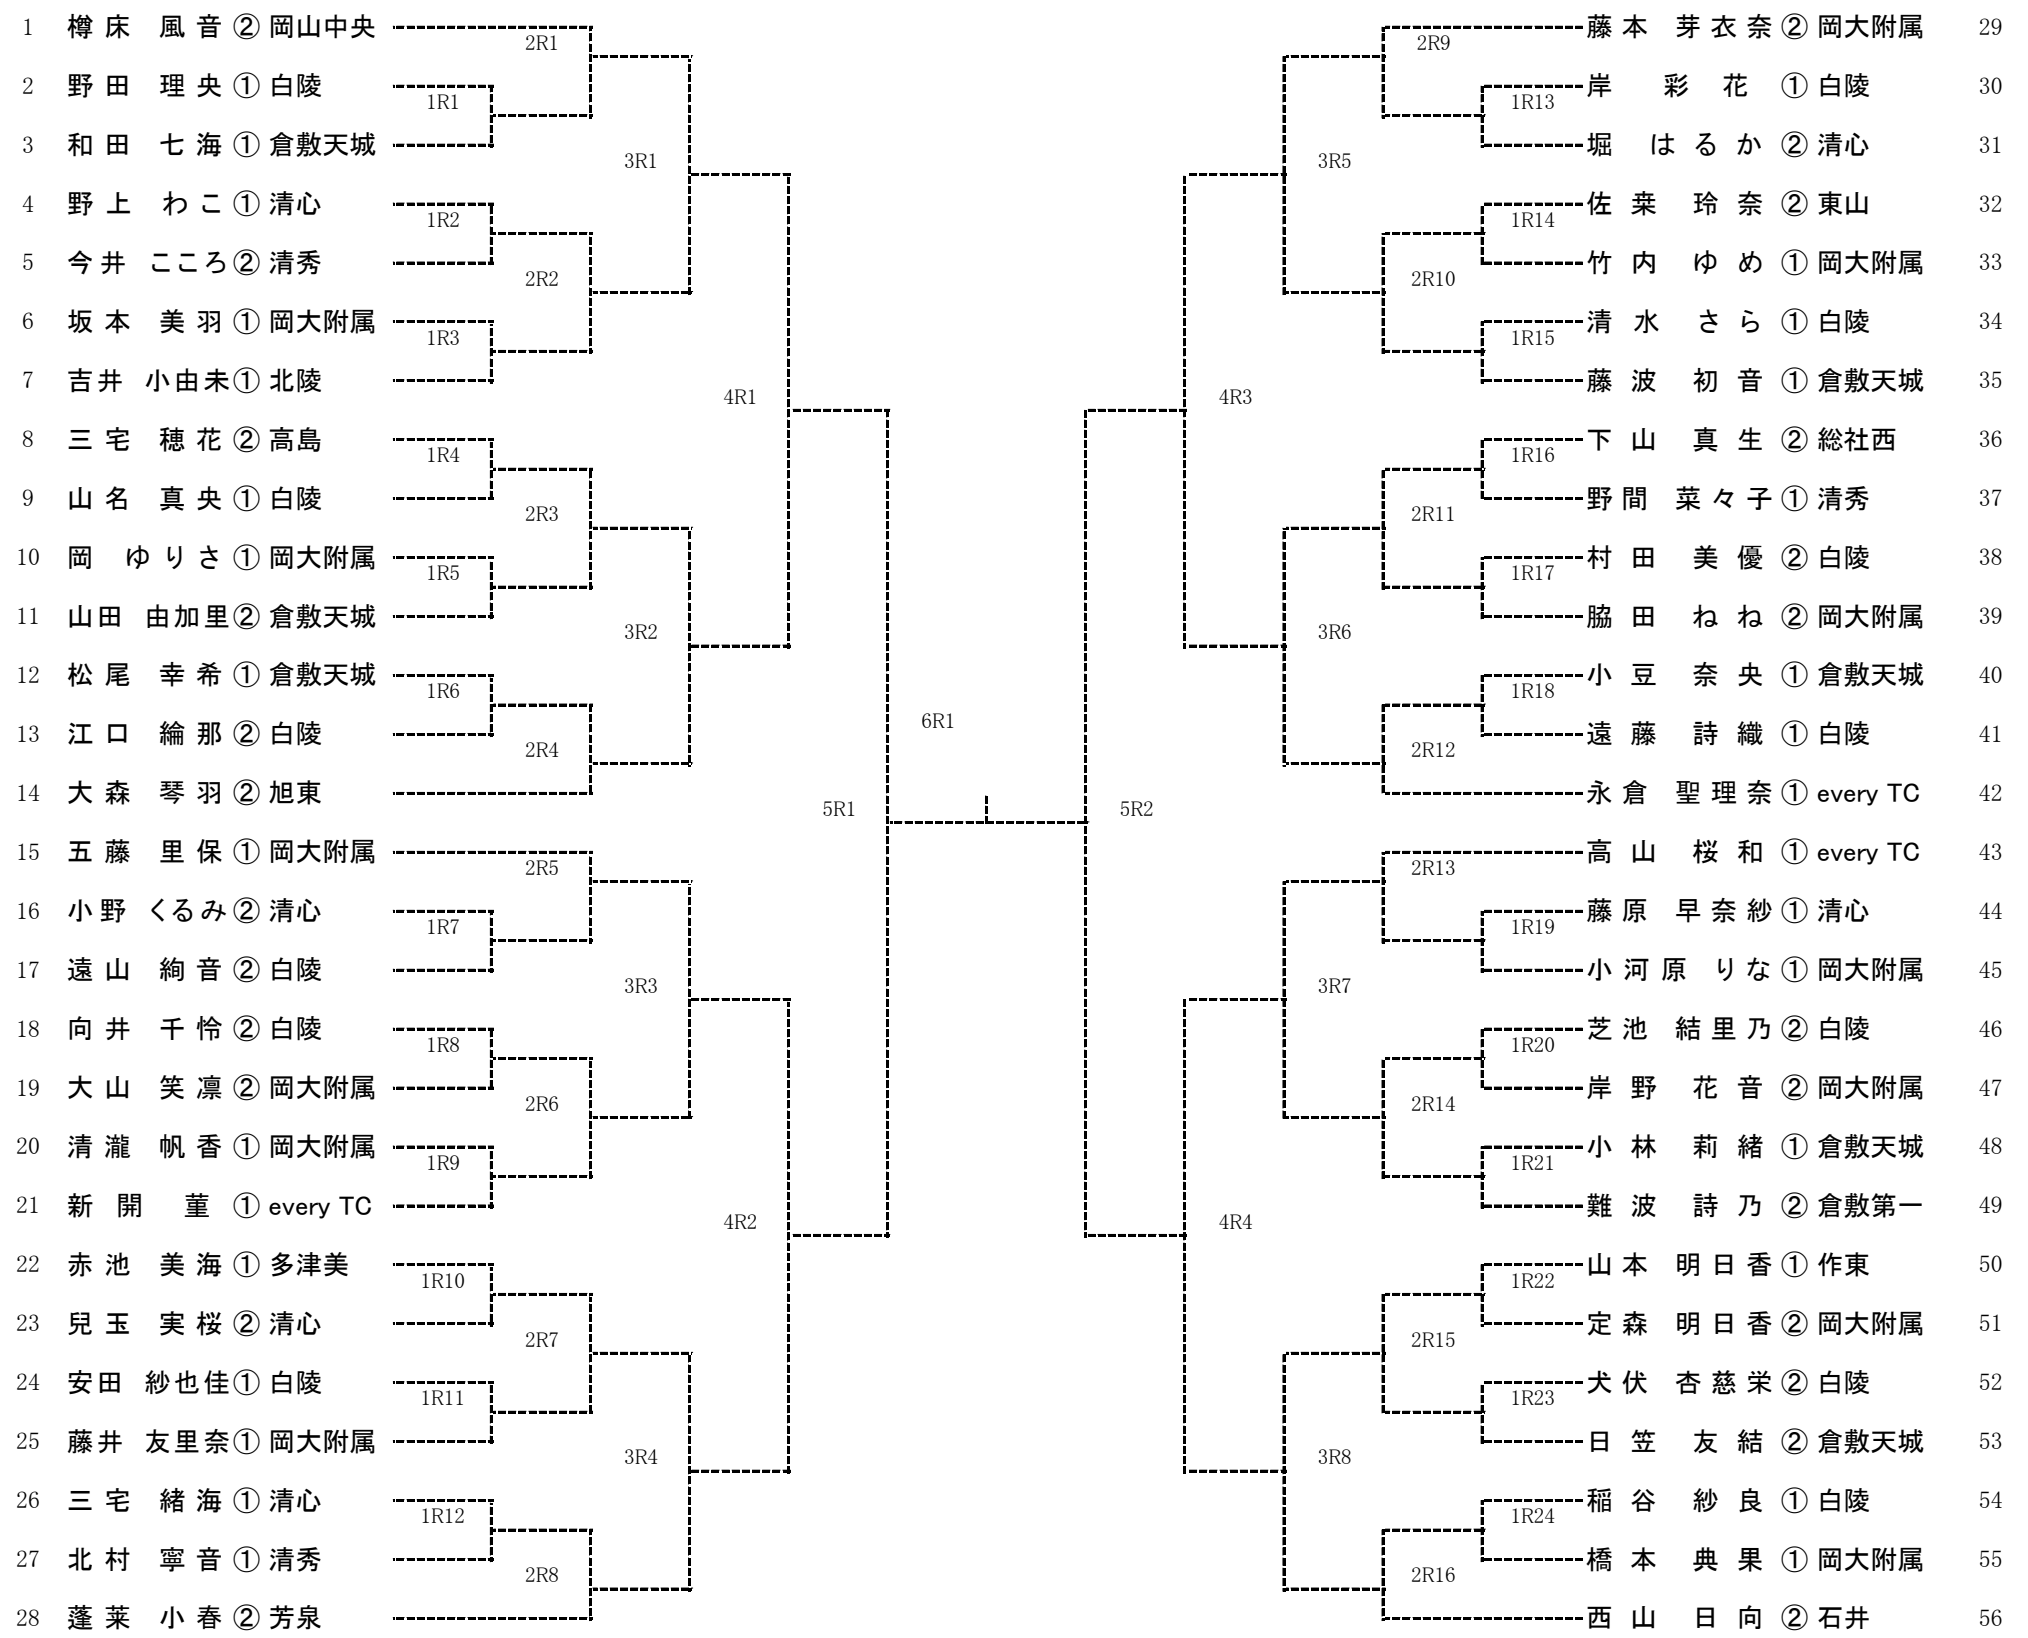 1 樽床 風音 ② 岡山中央
2R1
2 野田 理央 ① 白陵
1R1
3 和田 七海 ① 倉敷天城
3R1
4 野上 わこ ① 清心
1R2
5 今井 こころ ② 清秀
2R2
6 坂本 美羽 ① 岡大附属
1R3
7 吉井 小由未 ① 北陵
4R1
8 三宅 穂花 ② 高島
1R4
9 山名 真央 ① 白陵
2R3
10 岡 ゆりさ ① 岡大附属
1R5
11 山田 由加里 ② 倉敷天城
3R2
12 松尾 幸希 ① 倉敷天城
1R6
13 江口 綸那 ② 白陵
2R4
14 大森 琴羽 ② 旭東
5R1
15 五藤 里保 ① 岡大附属
2R5
16 小野 くるみ ② 清心
1R7
17 遠山 絢音 ② 白陵
3R3
18 向井 千怜 ② 白陵
1R8
19 大山 笑凛 ② 岡大附属
2R6
20 清瀧 帆香 ① 岡大附属
1R9
21 新開 菫 ① every TC
4R2
22 赤池 美海 ① 多津美
1R10
23 兒玉 実桜 ② 清心
2R7
24 安田 紗也佳 ① 白陵
1R11
25 藤井 友里奈 ① 岡大附属
3R4
26 三宅 緒海 ① 清心
1R12
27 北村 寧音 ① 清秀
2R8
28 蓬莱 小春 ② 芳泉
6R1
藤本 芽衣奈 ② 岡大附属 29
2R9
岸 彩花 ① 白陵 30
1R13
堀 はるか ② 清心 31
3R5
佐桒 玲奈 ② 東山 32
1R14
竹内 ゆめ ① 岡大附属 33
2R10
清水 さら ① 白陵 34
1R15
藤波 初音 ① 倉敷天城 35
4R3
下山 真生 ② 総社西 36
1R16
野間 菜々子 ① 清秀 37
2R11
村田 美優 ② 白陵 38
1R17
脇田 ねね ② 岡大附属 39
3R6
小豆 奈央 ① 倉敷天城 40
1R18
遠藤 詩織 ① 白陵 41
2R12
永倉 聖理奈 ① every TC 42
5R2
高山 桜和 ① every TC 43
2R13
藤原 早奈紗 ① 清心 44
1R19
小河原 りな ① 岡大附属 45
3R7
芝池 結里乃 ② 白陵 46
1R20
岸野 花音 ② 岡大附属 47
2R14
小林 莉緒 ① 倉敷天城 48
1R21
難波 詩乃 ② 倉敷第一 49
4R4
山本 明日香 ① 作東 50
1R22
定森 明日香 ② 岡大附属 51
2R15
犬伏 杏慈栄 ② 白陵 52
1R23
日笠 友結 ② 倉敷天城 53
3R8
稲谷 紗良 ① 白陵 54
1R24
橋本 典果 ① 岡大附属 55
2R16
西山 日向 ② 石井 56